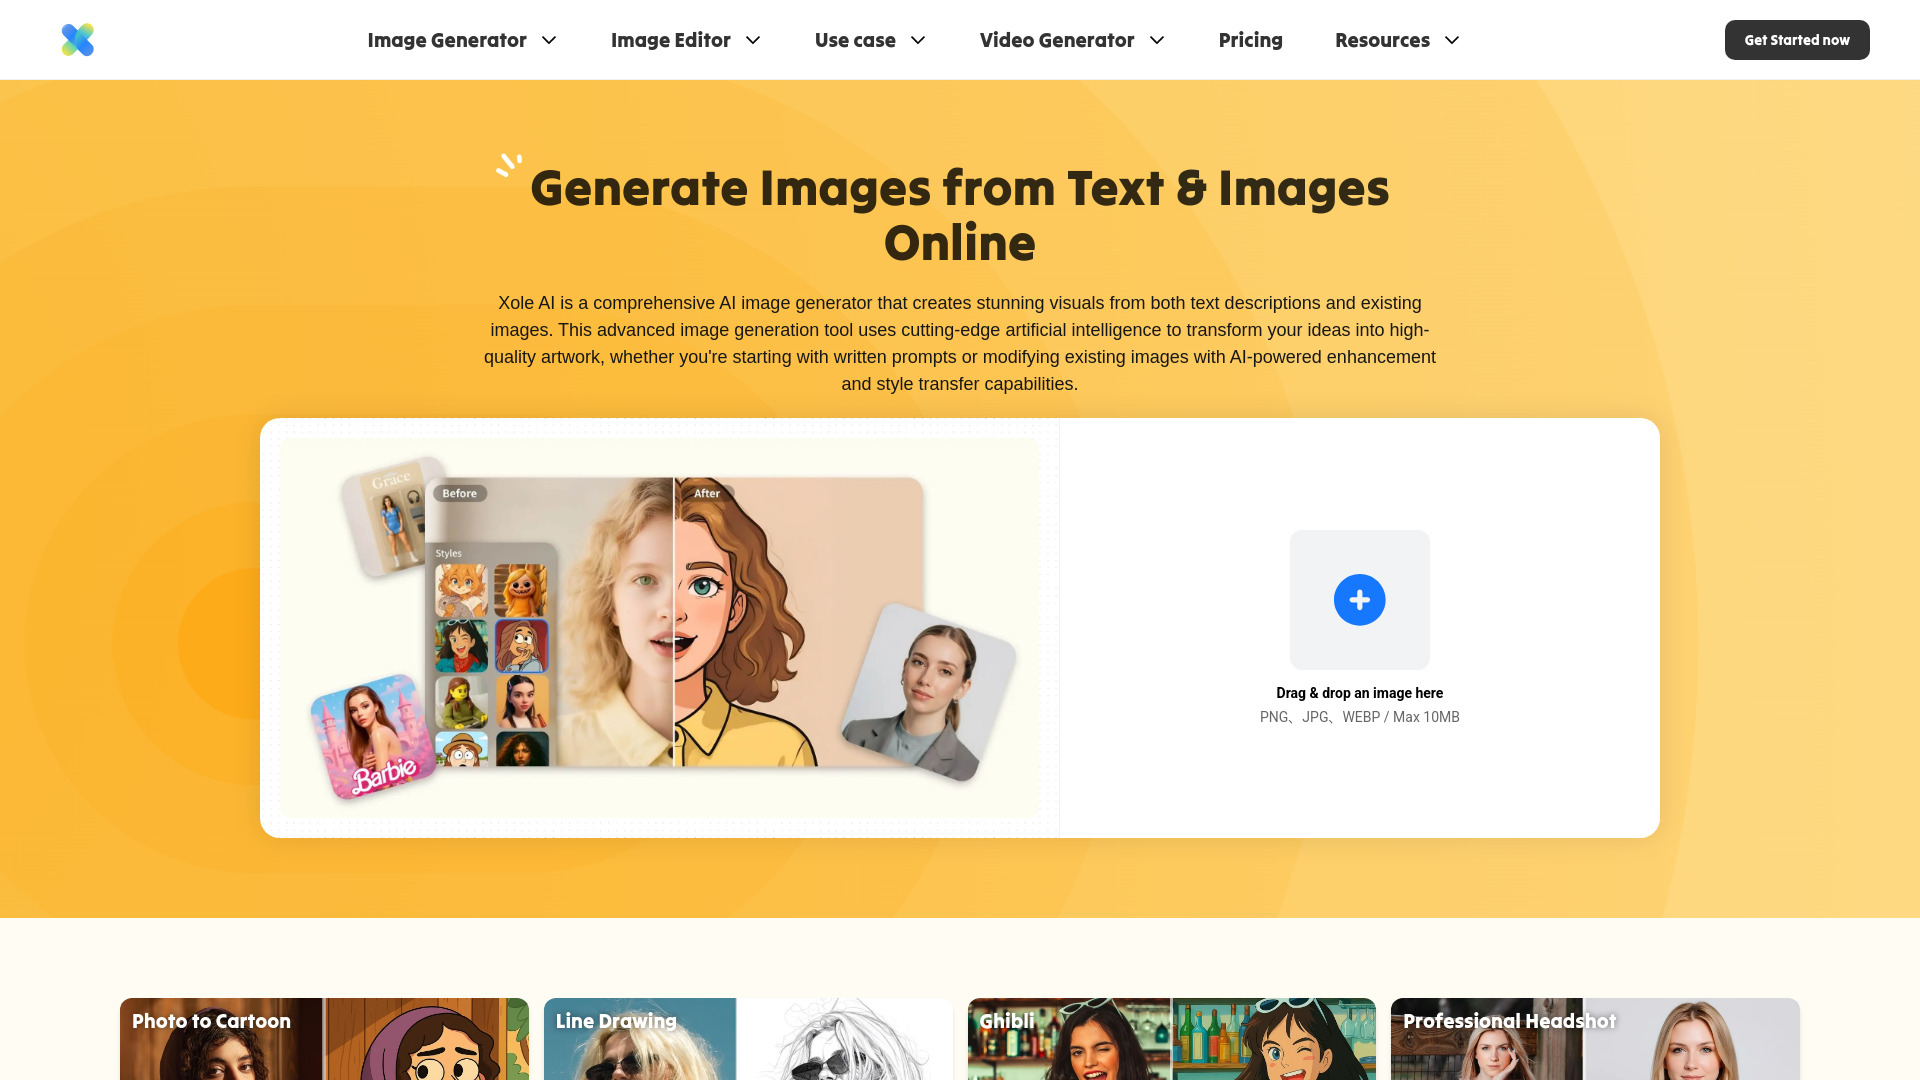 Image Generator
Image Editor
Use case
Video Generator
Pricing
Resources
Get Started now
Generate Images from Text & Images
Online
Xole AI is a comprehensive AI image generator that creates stunning visuals from both text descriptions and existing
images. This advanced image generation tool uses cutting-edge artificial intelligence to transform your ideas into high-
quality artwork, whether you're starting with written prompts or modifying existing images with AI-powered enhancement
and style transfer capabilities.
Grace
Before
After
Styles
Barbie
Drag & drop an image here
PNG、JPG、WEBP / Max 10MB
Photo to Cartoon
Line Drawing
Ghibli
Professional Headshot